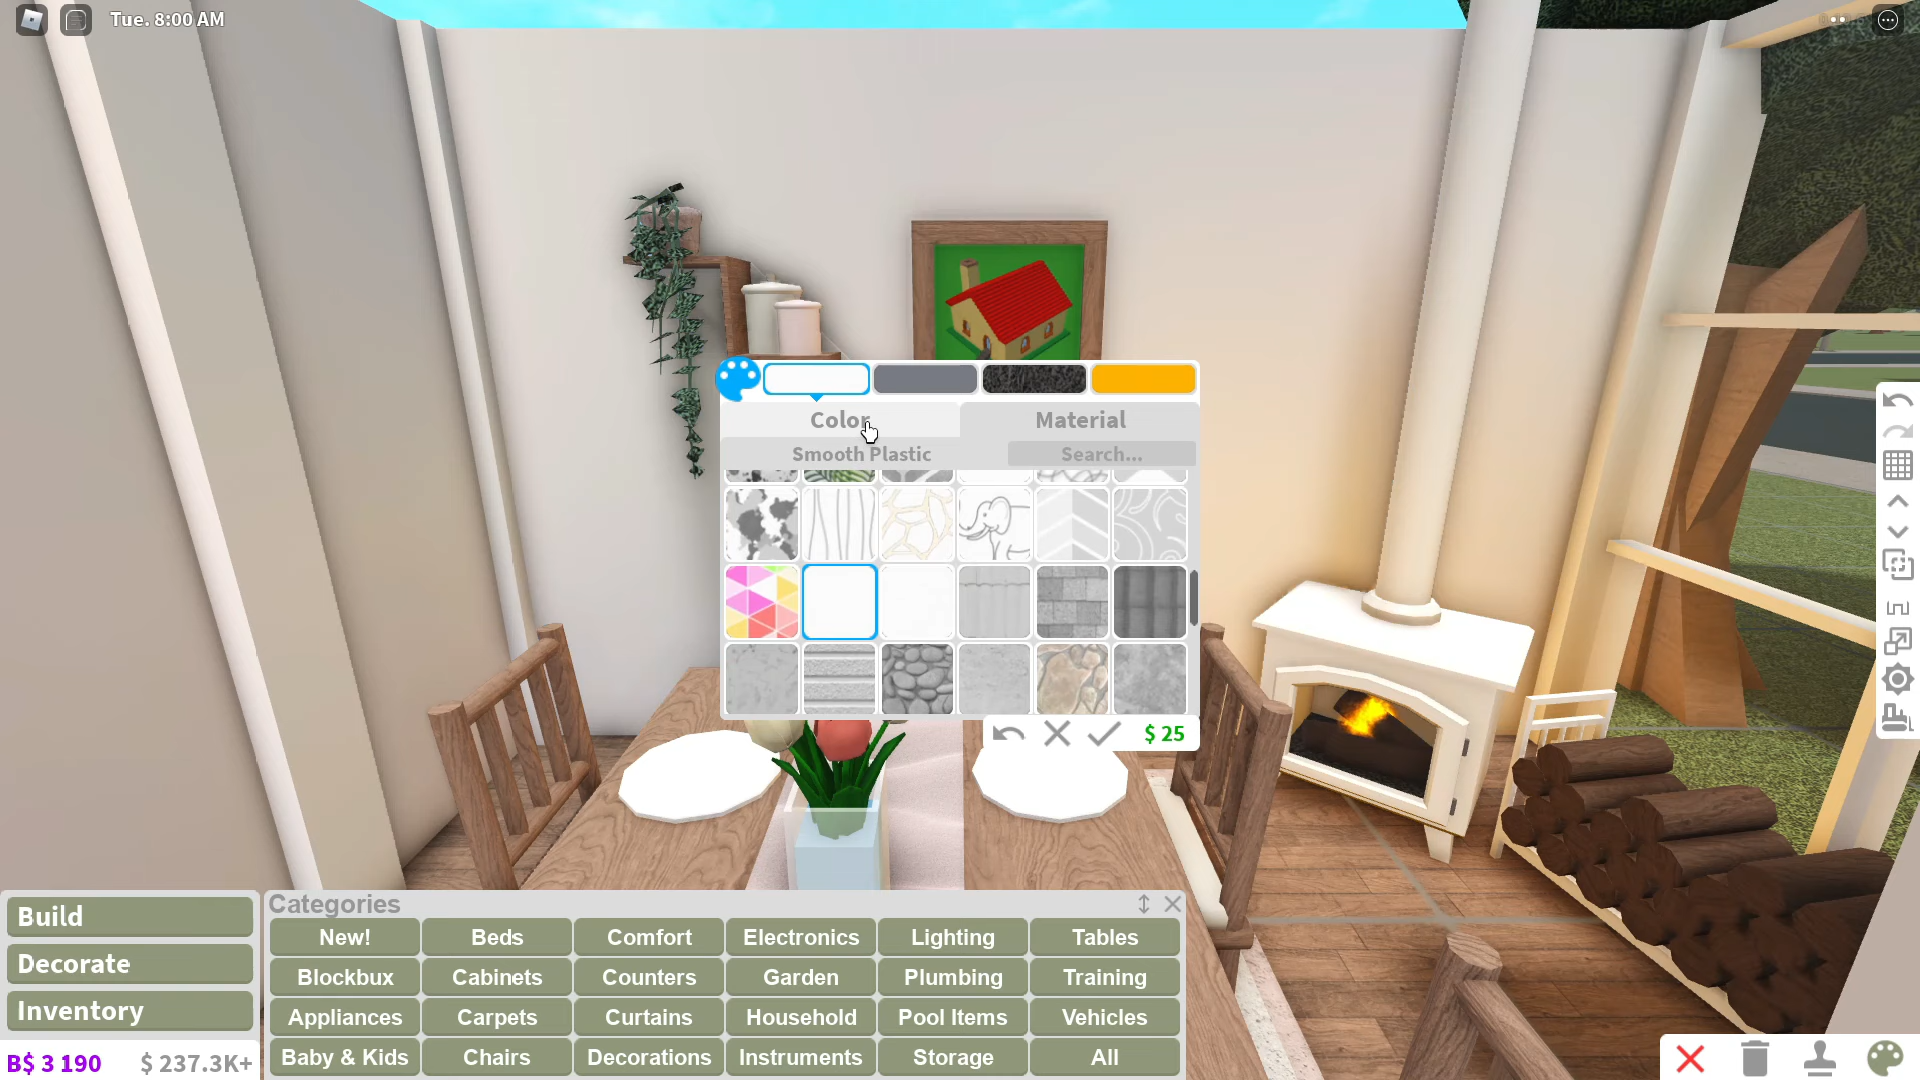 Tue. 8:00 AM
Color
Material
Smooth Plastic
Search...
$ 25
Build
Decorate
Inventory
B$ 3 190
$ 237.3K+
Categories
New!
Beds
Comfort
Electronics
Lighting
Tables
Blockbux
Cabinets
Counters
Garden
Plumbing
Training
Appliances
Carpets
Curtains
Household
Pool Items
Vehicles
Baby & Kids
Chairs
Decorations
Instruments
Storage
All